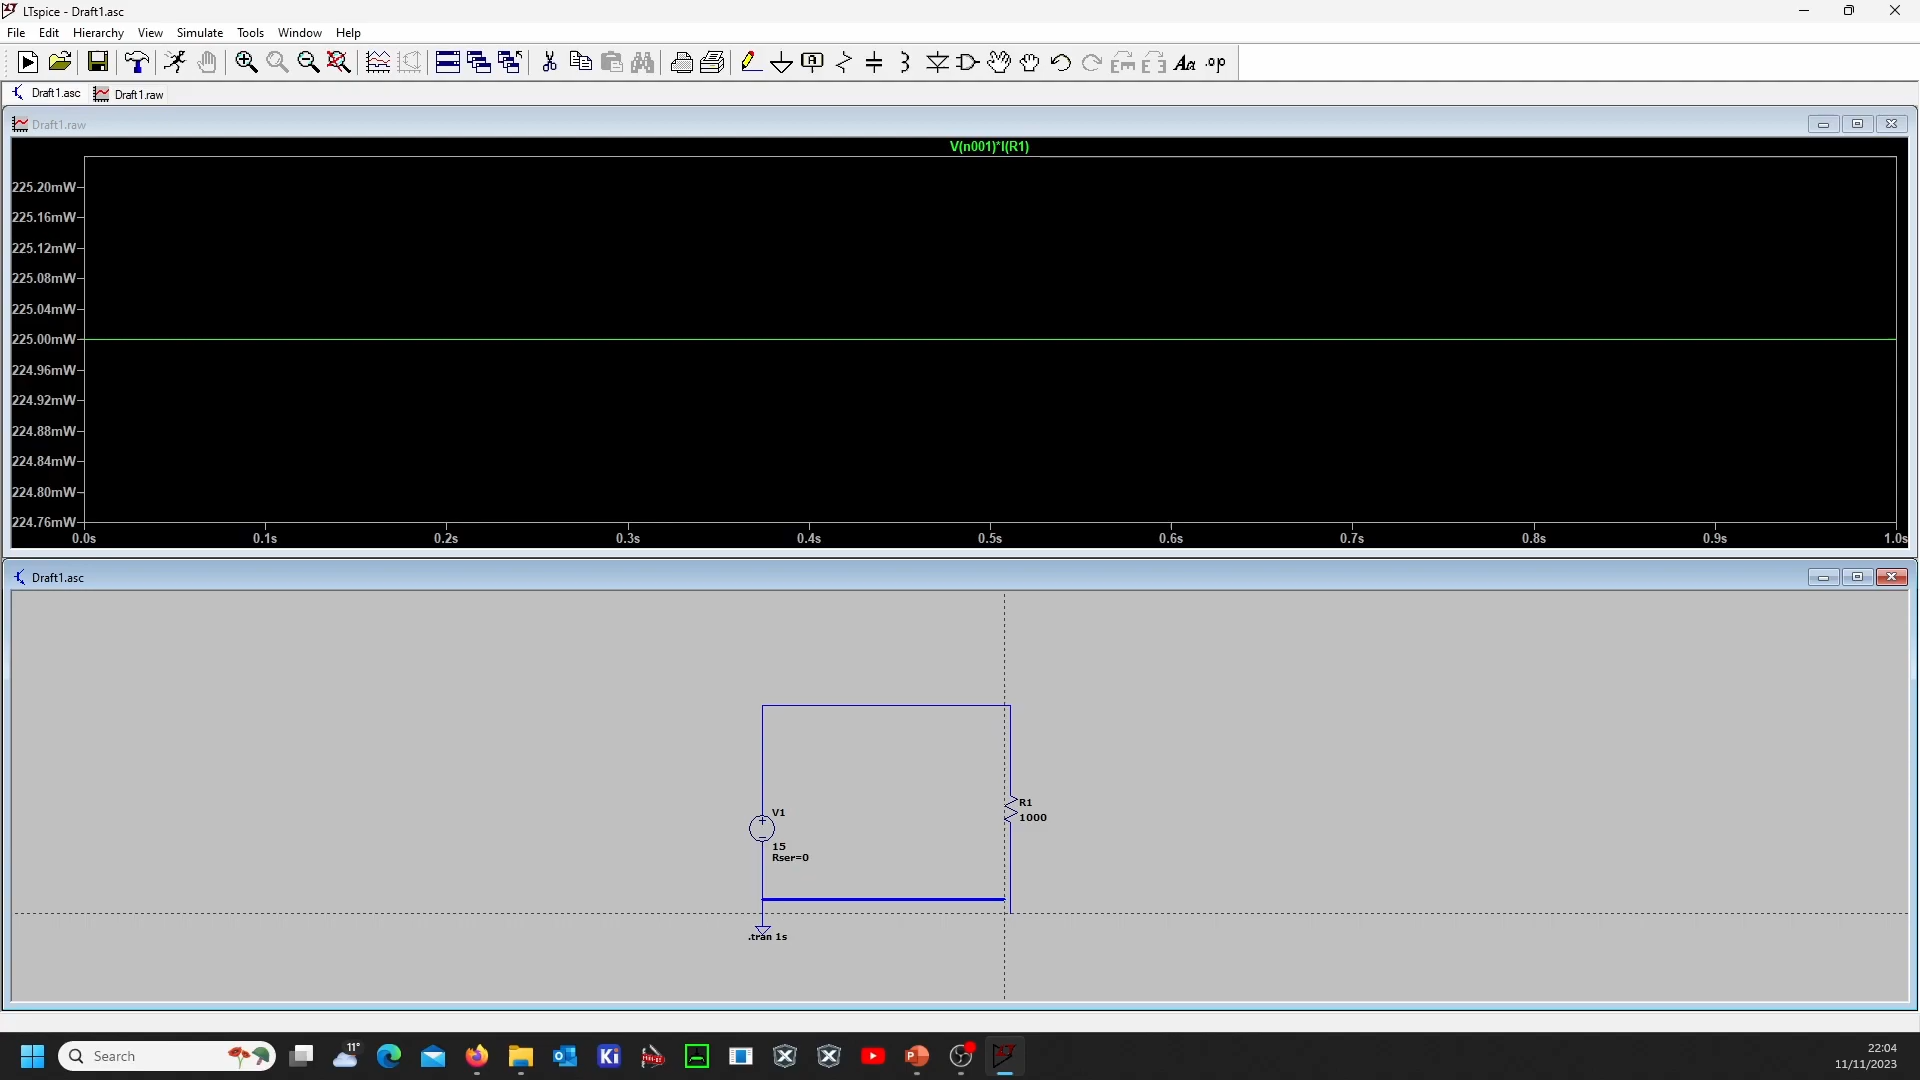 LTspice - Draft1.asc
File Edit Hierarchy View Simulate Tools Window Help
A Aa .op
Draft1.asc Draft1.raw
Draft1.raw
V(n001)*I(R1)
225.20mW
225.16mW
225.12mW
225.08mW
225.04mW
225.00mW
224.96mW
224.92mW
224.88mW
224.84mW
224.80mW
224.76mW
0.0s 0.1s 0.2s 0.3s 0.4s 0.5s 0.6s 0.7s 0.8s 0.9s 1.0s
Draft1.asc
V1
15
Rser=0
R1
1000
.tran 1s
Search
11°
Ki
22:04
11/11/2023